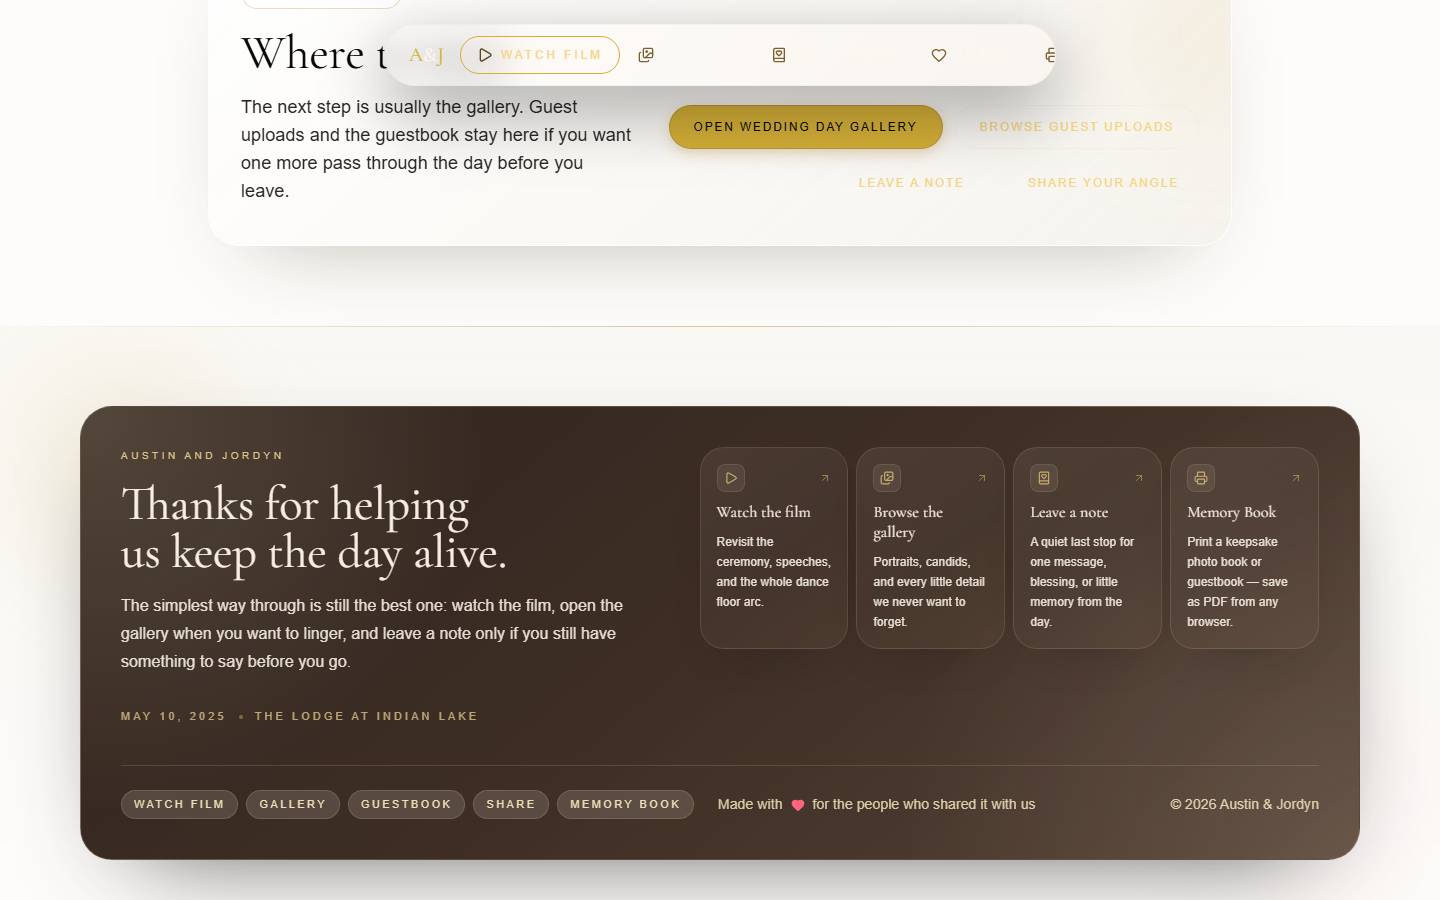 A&J
WATCH FILM
Where t
The next step is usually the gallery. Guest
uploads and the guestbook stay here if you want
one more pass through the day before you
leave.
OPEN WEDDING DAY GALLERY
BROWSE GUEST UPLOADS
LEAVE A NOTE
SHARE YOUR ANGLE
AUSTIN AND JORDYN
Thanks for helping
us keep the day alive.
The simplest way through is still the best one: watch the film, open the
gallery when you want to linger, and leave a note only if you still have
something to say before you go.
MAY 10, 2025 • THE LODGE AT INDIAN LAKE
Watch the film
Revisit the
ceremony, speeches,
and the whole dance
floor arc.
Browse the
gallery
Portraits, candids,
and every little detail
we never want to
forget.
Leave a note
A quiet last stop for
one message,
blessing, or little
memory from the
day.
Memory Book
Print a keepsake
photo book or
guestbook — save
as PDF from any
browser.
WATCH FILM
GALLERY
GUESTBOOK
SHARE
MEMORY BOOK
Made with ♥ for the people who shared it with us
© 2026 Austin & Jordyn